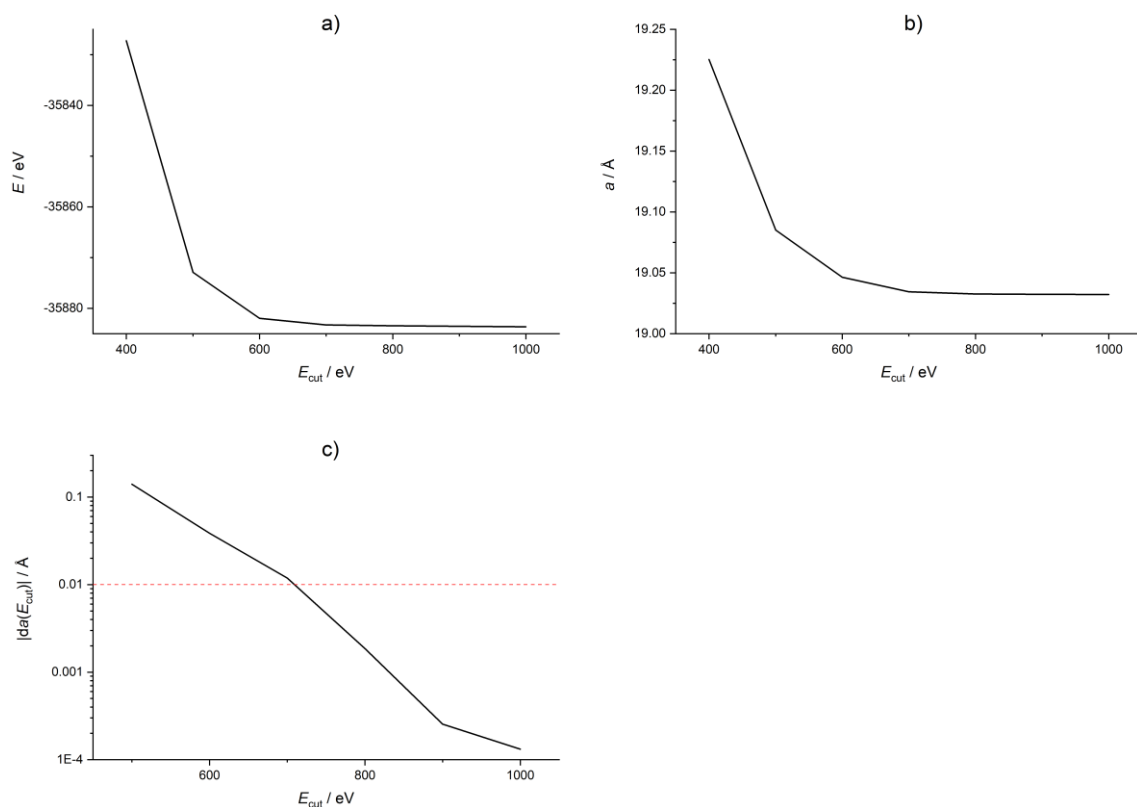 a)
-35840
-35860
-35880
E / eV
400
600
800
1000
E_cut / eV
b)
19.25
19.20
19.15
19.10
19.05
19.00
a / Å
400
600
800
1000
E_cut / eV
c)
0.1
0.01
0.001
1E-4
|da(E_cut)| / Å
600
800
1000
E_cut / eV